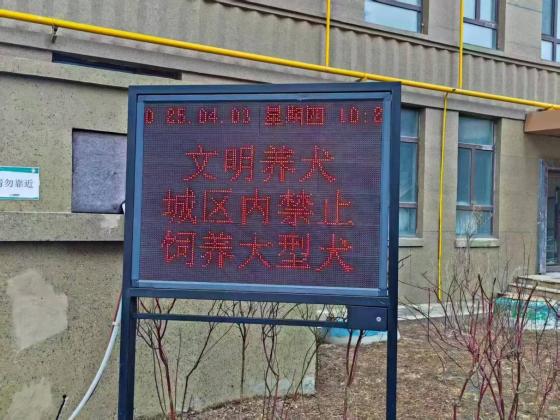 25.04.03 星期四 10:2
文明养犬
城区内禁止
饲养大型犬
勿靠近